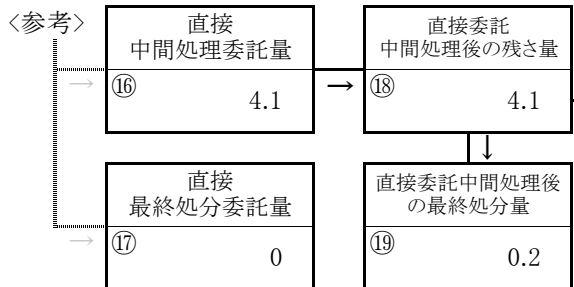 〈参考〉
直接
中間処理委託量
→
⑯
4.1
→
直接委託
中間処理後の残さ量
⑱
4.1
↓
直接
最終処分委託量
→
⑰
0
直接委託中間処理後
の最終処分量
⑲
0.2